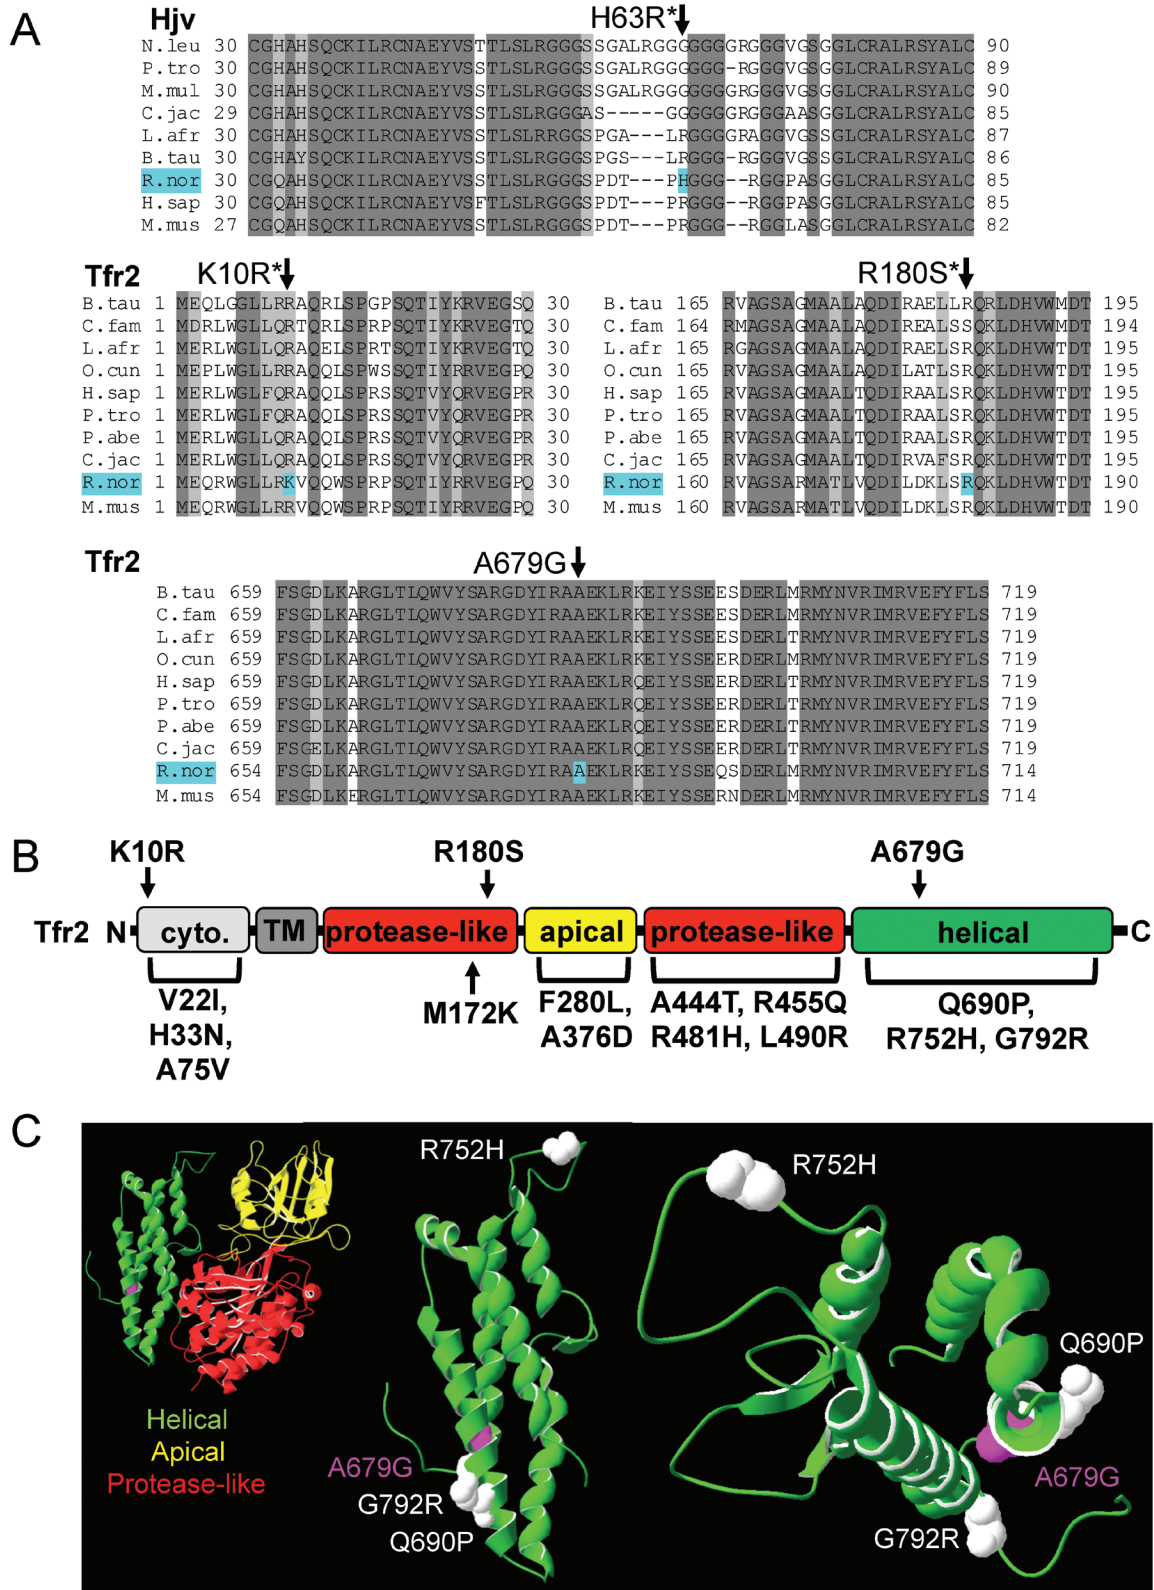 A
Hjv
H63R*
N.leu 30 CGHAHSQCKILRCNAEYVSTTLSLRGGGSSGALRGGGGGGGRGGGVGSGGLCRALRSYALC 90
P.tro 30 CGHAHSQCKILRCNAEYVSSTLSLRGGGSSGALRGGGGGG-RGGGVGSGGLCRALRSYALC 89
M.mul 30 CGHAHSQCKILRCNAEYVSSTLSLRGGGSSGALRGGGGGGGRGGGVGSGGLCRALRSYALC 90
C.jac 29 CGHAHSQCKILRCNAEYVSSTLSLRGGGAS-----GGGGGGRGGGAASGGLCRALRSYALC 85
L.afr 30 CGHAHSQCKILRCNAEYVSSTLSLRRGGSPGA---LRGGGGRAGGVGSSGLCRALRSYALC 87
B.tau 30 CGHAYSQCKILRCNAEYVSSTLSLRGGGSPGS---LRGGG-RGGGVGSGGLCRALRSYALC 86
R.nor 30 CGQAHSQCKILRCNAEYVSSTLSLRGGGSPDT---PHGGG--RGGPASGGLCRALRSYALC 85
H.sap 30 CGQAHSQCKILRCNAEYVSFTLSLRGGGSPDT---PRGGG--RGGPASGGLCRALRSYALC 85
M.mus 27 CGQAHSQCKILRCNAEYVSSTLSLRGGGSPDT---PRGGG--RGGLASGGLCRALRSYALC 82
Tfr2
K10R*
B.tau 1 MEQLGGLLRRAQRLSPGPSQTIYKRVEGSQ 30
C.fam 1 MDRLWGLLQRTQRLSPRPSQTIYKRVEGTQ 30
L.afr 1 MERLWGLLQRAQELSPRTSQTIYKRVEGTQ 30
O.cun 1 MEPLWGLLRRAQQLSPWSSQTIYKRVEGPQ 30
H.sap 1 MERLWGLFQRAQQLSPRSSQTVYQRVEGPR 30
P.tro 1 MERLWGLFQRAQQLSPRSSQTVYQRVEGPR 30
P.abe 1 MERLWGLLQRAQQLSPRSSQTVYQRVEGPR 30
C.jac 1 MERLWGLLQRAQQLSPRPSQTVYRRVEGPQ 30
R.nor 1 MEQRWGLLRKVQQWSPRPSQTIYRRVEGPQ 30
M.mus 1 MEQRWGLLRRVQQWSPRPSQTIYRRVEGPQ 30
R180S*
B.tau 165 RVAGSAGMAALAQDIRAELLRQRLDHVWMDT 195
C.fam 164 RMAGSAGMAALAQDIREALSSQKLDHVWMDT 194
L.afr 165 RGAGSAGMAALAQDIRAELSRQKLDHVWTDT 195
O.cun 165 RVAGSAGMAALAQDILATLSRQKLDHVWTDT 195
H.sap 165 RVAGSAGMAALTQDIRAALSRQKLDHVWTDT 195
P.tro 165 RVAGSAGMAALTQDIRAALSRQKLDHVWTDT 195
P.abe 165 RVAGSAGMAALTQDIRAALSRQKLDHVWTDT 195
C.jac 165 RVAGSAGMAALTQDIRVAFSRQKLDHVWTDT 195
R.nor 160 RVAGSARMATLVQDILDKLSRQKLDHVWTDT 190
M.mus 160 RVAGSARMATLVQDILDKLSRQKLDHVWTDT 190
Tfr2
A679G
B.tau 659 FSGDLKARGLTLQWVYSARGDYIRAAEKLRKEIYSSEESDERLMRMYNVRIMRVEFYFLS 719
C.fam 659 FSGDLKARGLTLQWVYSARGDYIRAAEKLRKEIYSSEESDERLMRMYNVRIMRVEFYFLS 719
L.afr 659 FSGDLKARGLTLQWVYSARGDYIRAAEKLRKEIYSSEESDERLTRMYNVRIMRVEFYFLS 719
O.cun 659 FSGDLKARGLTLQWVYSARGDYIRAAEKLRKEIYSSEERDERLMRMYNVRIMRVEFYFLS 719
H.sap 659 FSGDLKARGLTLQWVYSARGDYIRAAEKLRQEIYSSEERDERLTRMYNVRIMRVEFYFLS 719
P.tro 659 FSGDLKARGLTLQWVYSARGDYIRAAEKLRQEIYSSEERDERLTRMYNVRIMRVEFYFLS 719
P.abe 659 FSGDLKARGLTLQWVYSARGDYIRAAEKLRQEIYSSEERDERLTRMYNVRIMRVEFYFLS 719
C.jac 659 FSGELKARGLTLQWVYSARGDYIRAAEKLRQEIYSSEERDERLTRMYNVRIMRVEFYFLS 719
R.nor 654 FSGDLKARGLTLQWVYSARGDYIRAAEKLRKEIYSSEQSDERLMRMYNVRIMRVEFYFLS 714
M.mus 654 FSGDLKERGLTLQWVYSARGDYIRAAEKLRKEIYSSERNDERLMRMYNVRIMRVEFYFLS 714
B
K10R R180S A679G
Tfr2 N cyto. TM protease-like apical protease-like helical C
V22I,
H33N,
A75V
M172K
F280L,
A376D
A444T, R455Q
R481H, L490R
Q690P,
R752H, G792R
C
Helical
Apical
Protease-like
R752H
A679G
G792R
Q690P
R752H
Q690P
A679G
G792R